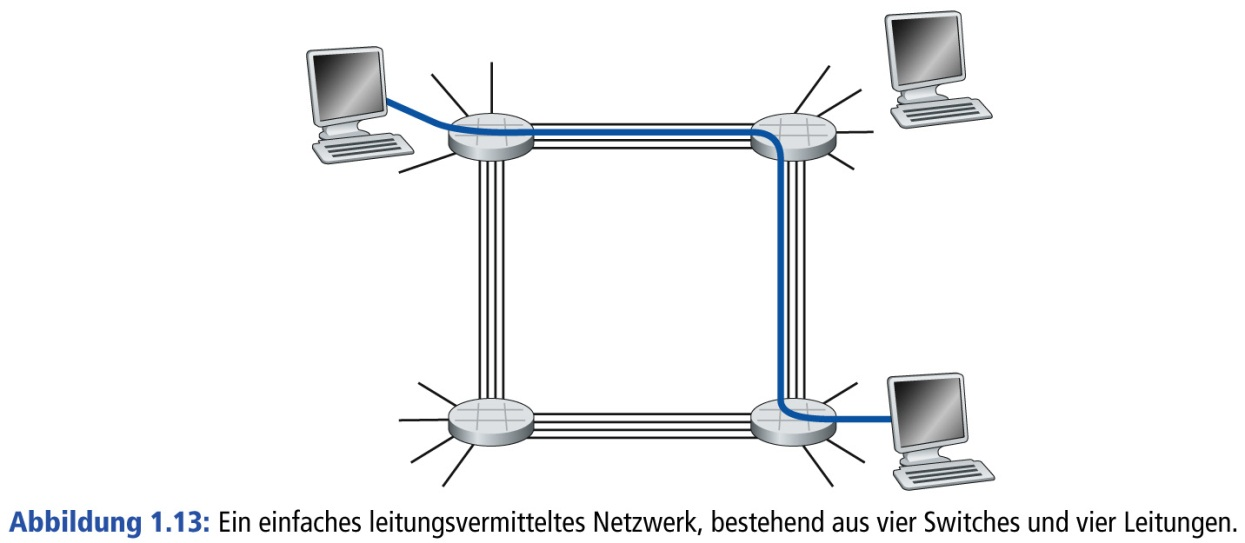 Abbildung 1.13: Ein einfaches leitungsvermitteltes Netzwerk, bestehend aus vier Switches und vier Leitungen.